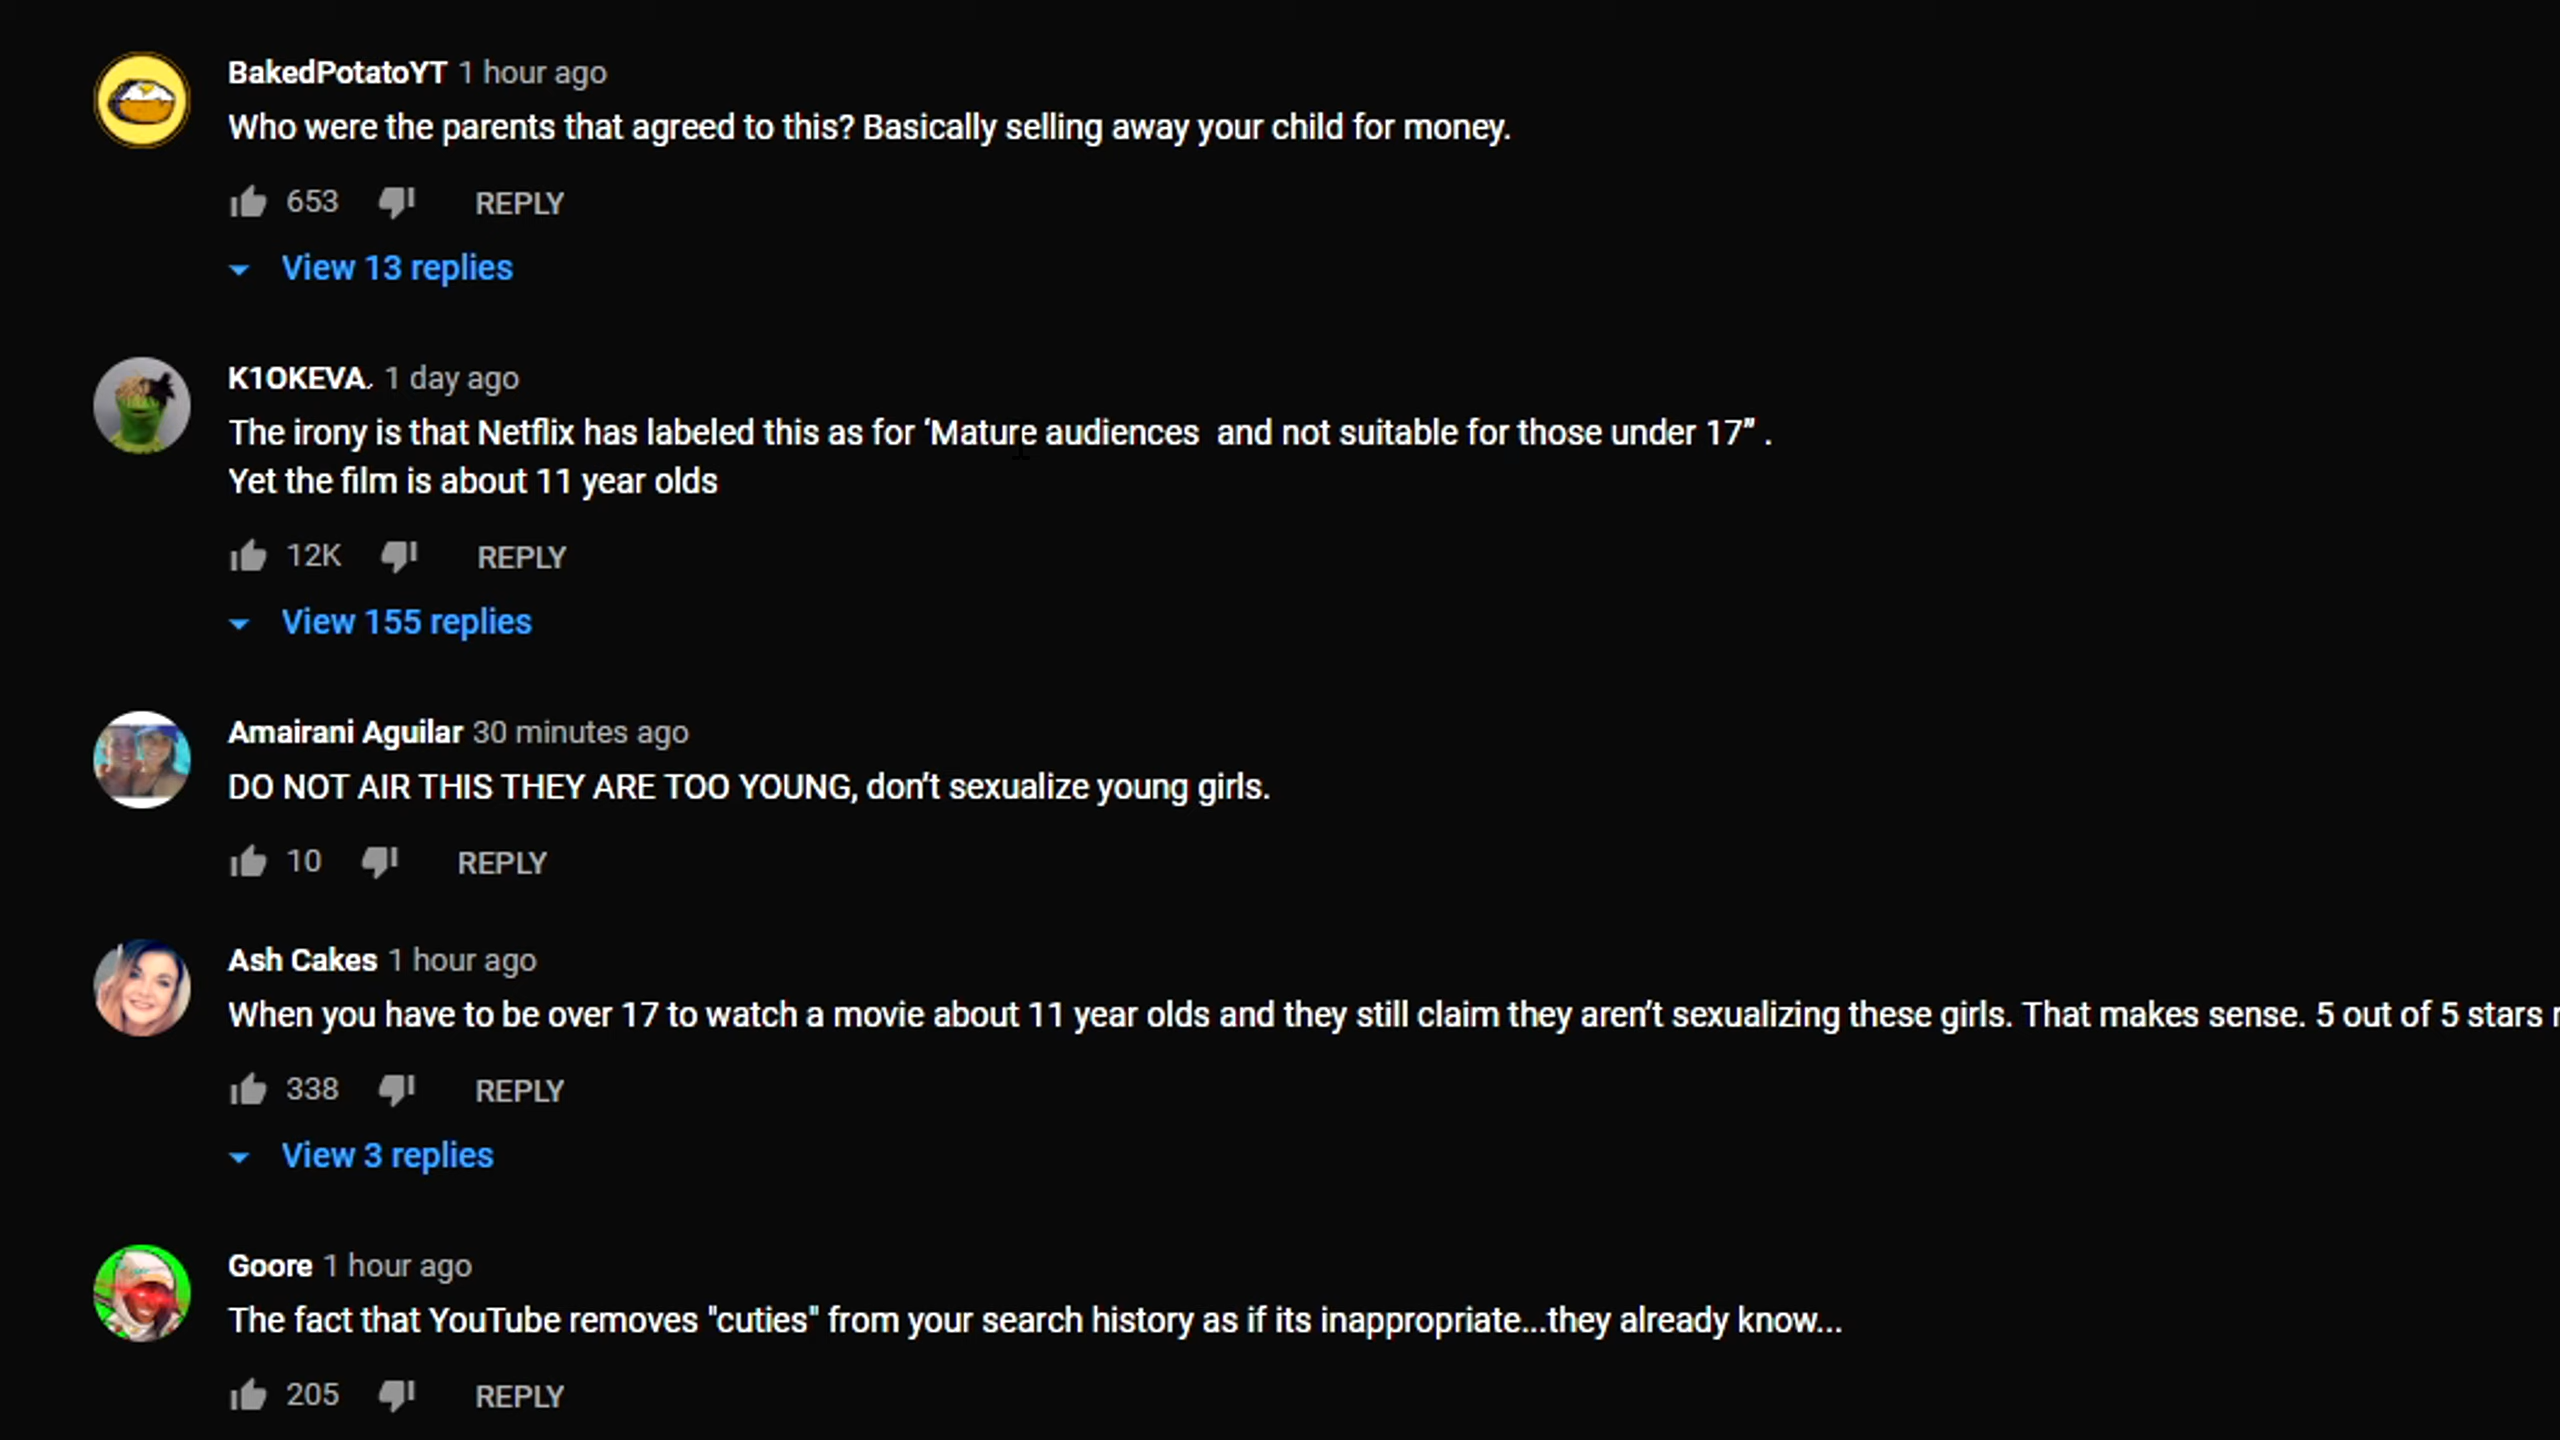 BakedPotatoYT 1 hour ago
Who were the parents that agreed to this? Basically selling away your child for money.
653 REPLY
View 13 replies
K1OKEVA. 1 day ago
The irony is that Netflix has labeled this as for ‘Mature audiences  and not suitable for those under 17” .
Yet the film is about 11 year olds
12K REPLY
View 155 replies
Amairani Aguilar 30 minutes ago
DO NOT AIR THIS THEY ARE TOO YOUNG, don’t sexualize young girls.
10 REPLY
Ash Cakes 1 hour ago
When you have to be over 17 to watch a movie about 11 year olds and they still claim they aren’t sexualizing these girls. That makes sense. 5 out of 5 stars
338 REPLY
View 3 replies
Goore 1 hour ago
The fact that YouTube removes "cuties" from your search history as if its inappropriate...they already know...
205 REPLY